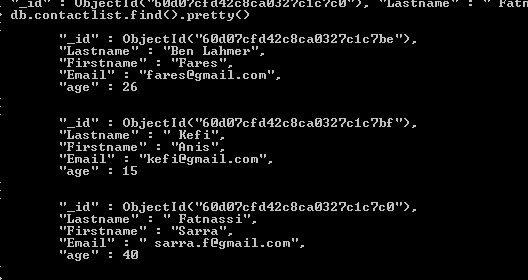 "_id" : ObjectId("60d07cfd42c8ca0327c1c7c0"), "Lastname" : " Fatn
db.contactlist.find().pretty()
"_id" : ObjectId("60d07cfd42c8ca0327c1c7be"),
"Lastname" : "Ben Lahmer",
"Firstname" : "Fares",
"Email" : "fares@gmail.com",
"age" : 26
"_id" : ObjectId("60d07cfd42c8ca0327c1c7bf"),
"Lastname" : " Kefi",
"Firstname" : "Anis",
"Email" : "kefi@gmail.com",
"age" : 15
"_id" : ObjectId("60d07cfd42c8ca0327c1c7c0"),
"Lastname" : " Fatnassi",
"Firstname" : "Sarra",
"Email" : " sarra.f@gmail.com",
"age" : 40